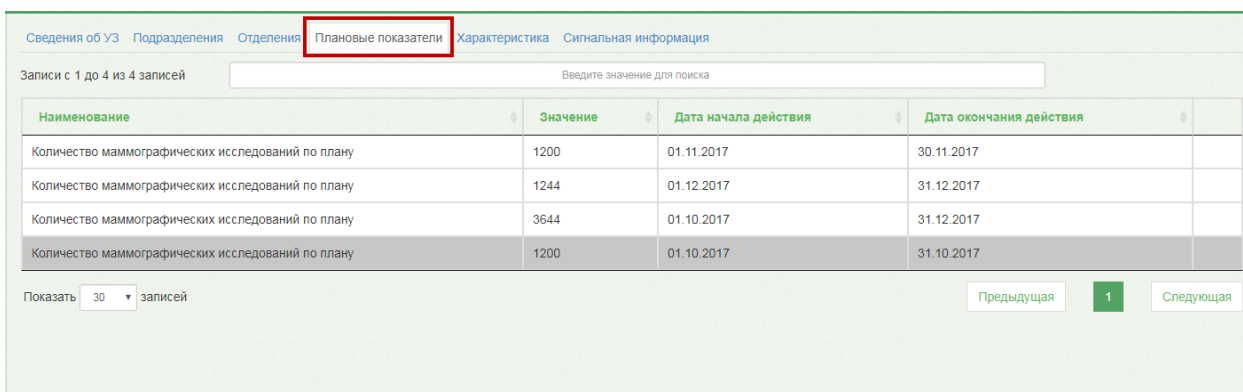 Сведения об УЗ Подразделения Отделения Плановые показатели Характеристика Сигнальная информация
Записи с 1 до 4 из 4 записей Введите значение для поиска
Наименование Значение Дата начала действия Дата окончания действия
Количество маммографических исследований по плану 1200 01.11.2017 30.11.2017
Количество маммографических исследований по плану 1244 01.12.2017 31.12.2017
Количество маммографических исследований по плану 3644 01.10.2017 31.12.2017
Количество маммографических исследований по плану 1200 01.10.2017 31.10.2017
Показать 30 записей Предыдущая 1 Следующая